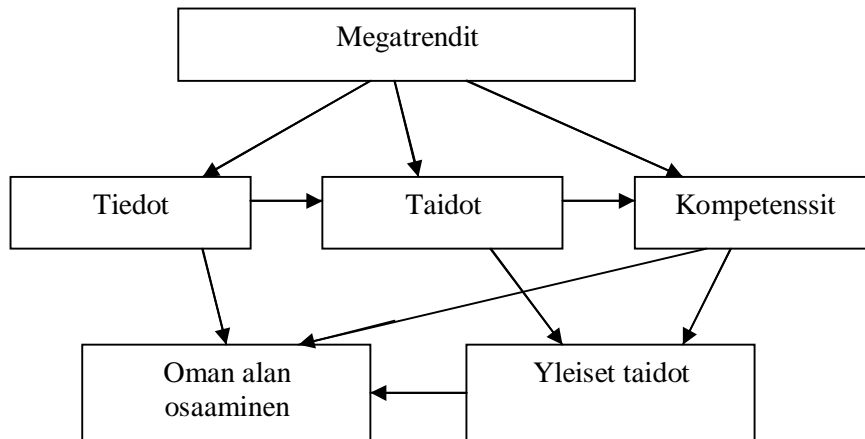 Megatrendit
Tiedot
Taidot
Kompetenssit
Oman alan
osaaminen
Yleiset taidot